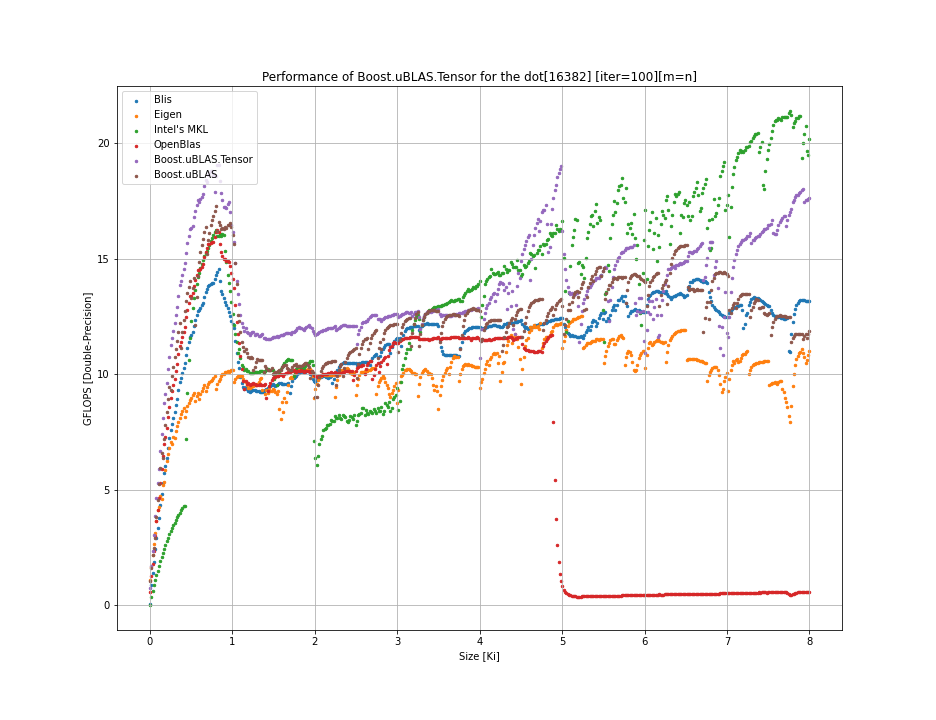 Performance of Boost.uBLAS.Tensor for the dot[16382] [iter=100][m=n]
Blis
Eigen
Intel's MKL
OpenBlas
Boost.uBLAS.Tensor
Boost.uBLAS
GFLOPS [Double-Precision]
20
15
10
5
0
0 1 2 3 4 5 6 7 8
Size [Ki]